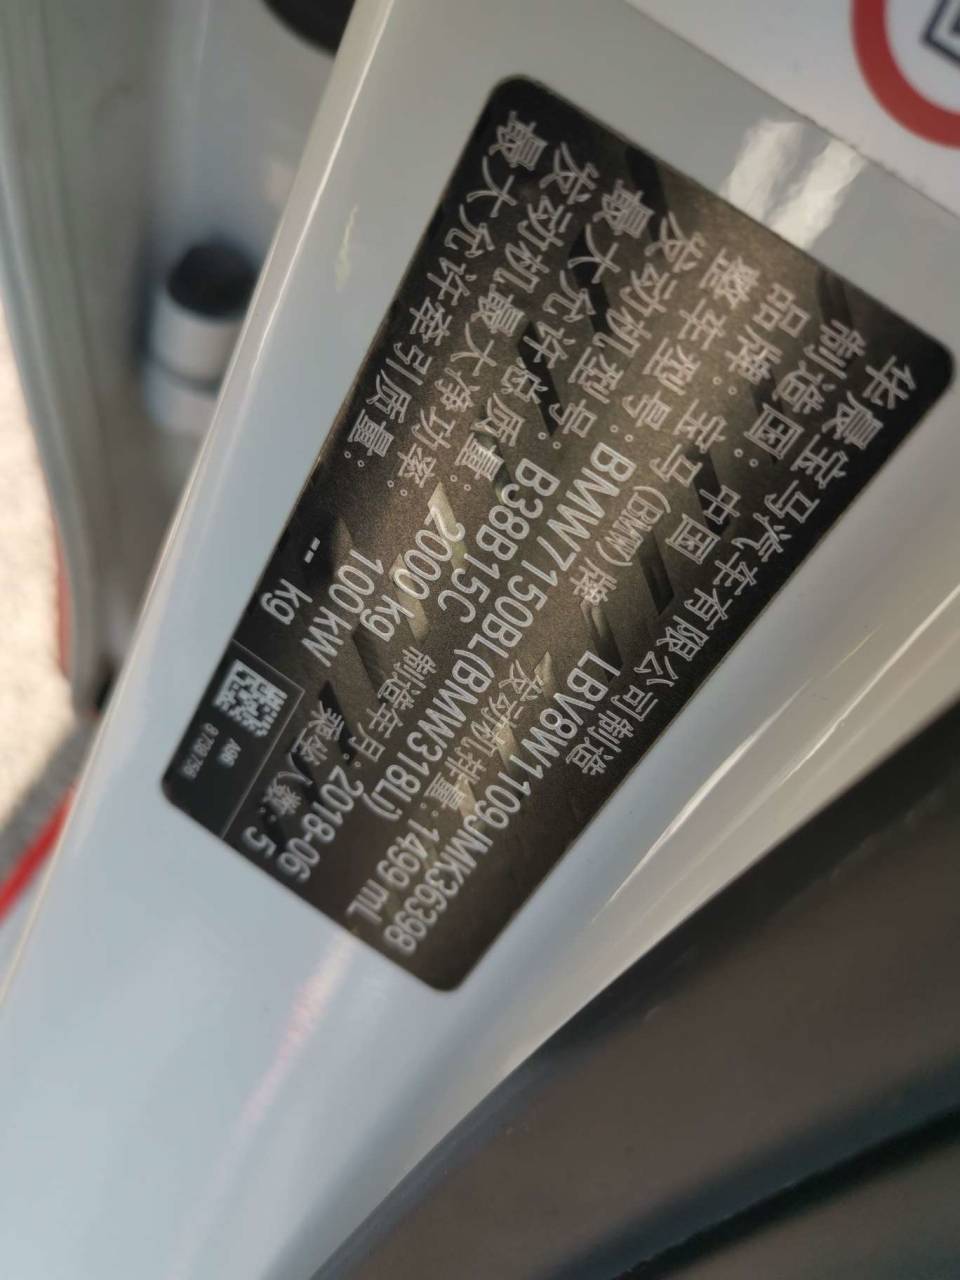 华晨宝马汽车有限公司制造
制造国：中国 LBV8W1109JMK36398
品牌：宝马(BMW)牌 发动机排量：1499 mL
整车型号：BMW7150BL(BMW318Li)
发动机型号：B38B15C 制造年月：2018-06
最大允许总质量：2000 kg 乘坐人数：5
发动机最大净功率：100 kW
最大允许牵引质量：-- kg